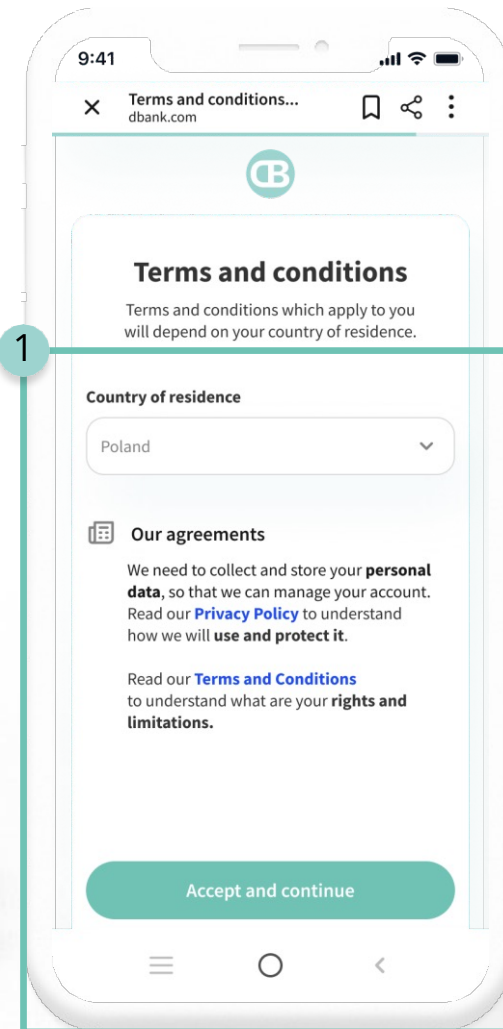 9:41
Terms and conditions...
dbank.com
DB
Terms and conditions
Terms and conditions which apply to you
will depend on your country of residence.
1
Country of residence
Poland
Our agreements
We need to collect and store your personal
data, so that we can manage your account.
Read our Privacy Policy to understand
how we will use and protect it.
Read our Terms and Conditions
to understand what are your rights and
limitations.
Accept and continue